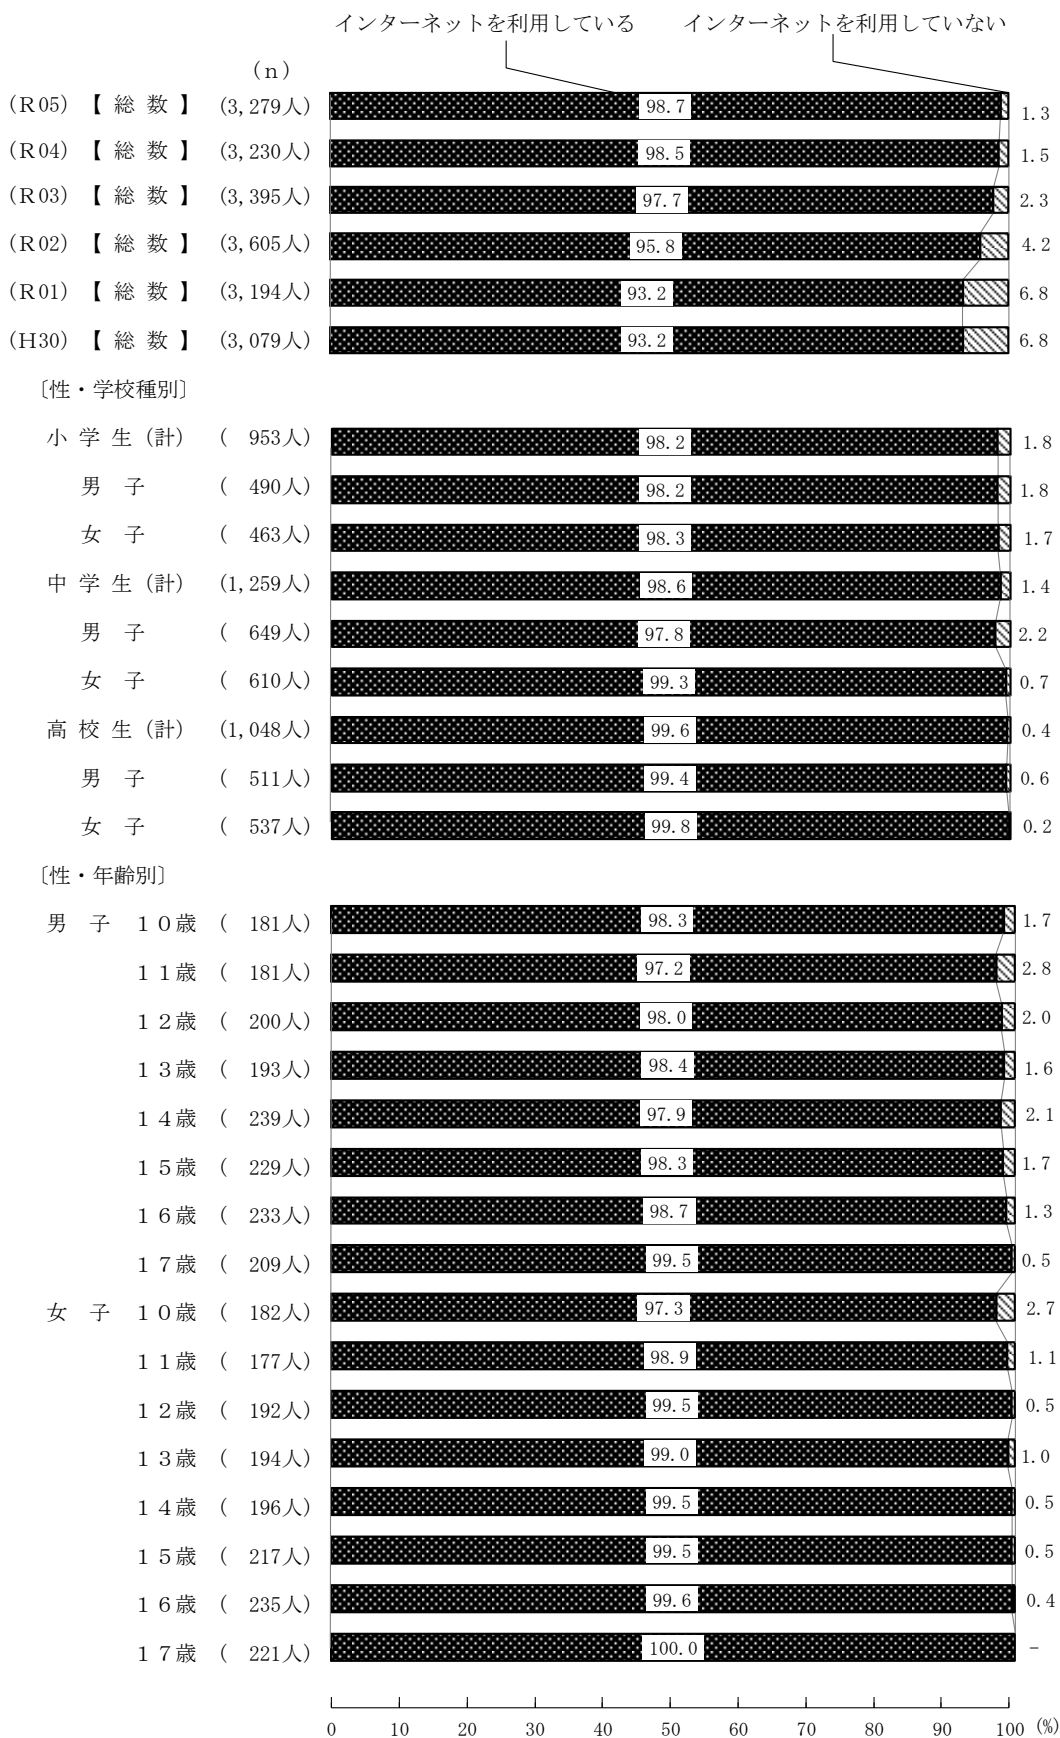 インターネットを利用している　インターネットを利用していない
(n)
(R05)【 総 数 】 (3,279人) 98.7 1.3
(R04)【 総 数 】 (3,230人) 98.5 1.5
(R03)【 総 数 】 (3,395人) 97.7 2.3
(R02)【 総 数 】 (3,605人) 95.8 4.2
(R01)【 総 数 】 (3,194人) 93.2 6.8
(H30)【 総 数 】 (3,079人) 93.2 6.8
〔性・学校種別〕
小 学 生 (計) ( 953人) 98.2 1.8
男 子 ( 490人) 98.2 1.8
女 子 ( 463人) 98.3 1.7
中 学 生 (計) (1,259人) 98.6 1.4
男 子 ( 649人) 97.8 2.2
女 子 ( 610人) 99.3 0.7
高 校 生 (計) (1,048人) 99.6 0.4
男 子 ( 511人) 99.4 0.6
女 子 ( 537人) 99.8 0.2
〔性・年齢別〕
男 子 １０歳 ( 181人) 98.3 1.7
１１歳 ( 181人) 97.2 2.8
１２歳 ( 200人) 98.0 2.0
１３歳 ( 193人) 98.4 1.6
１４歳 ( 239人) 97.9 2.1
１５歳 ( 229人) 98.3 1.7
１６歳 ( 233人) 98.7 1.3
１７歳 ( 209人) 99.5 0.5
女 子 １０歳 ( 182人) 97.3 2.7
１１歳 ( 177人) 98.9 1.1
１２歳 ( 192人) 99.5 0.5
１３歳 ( 194人) 99.0 1.0
１４歳 ( 196人) 99.5 0.5
１５歳 ( 217人) 99.5 0.5
１６歳 ( 235人) 99.6 0.4
１７歳 ( 221人) 100.0 -
0 10 20 30 40 50 60 70 80 90 100 (%)